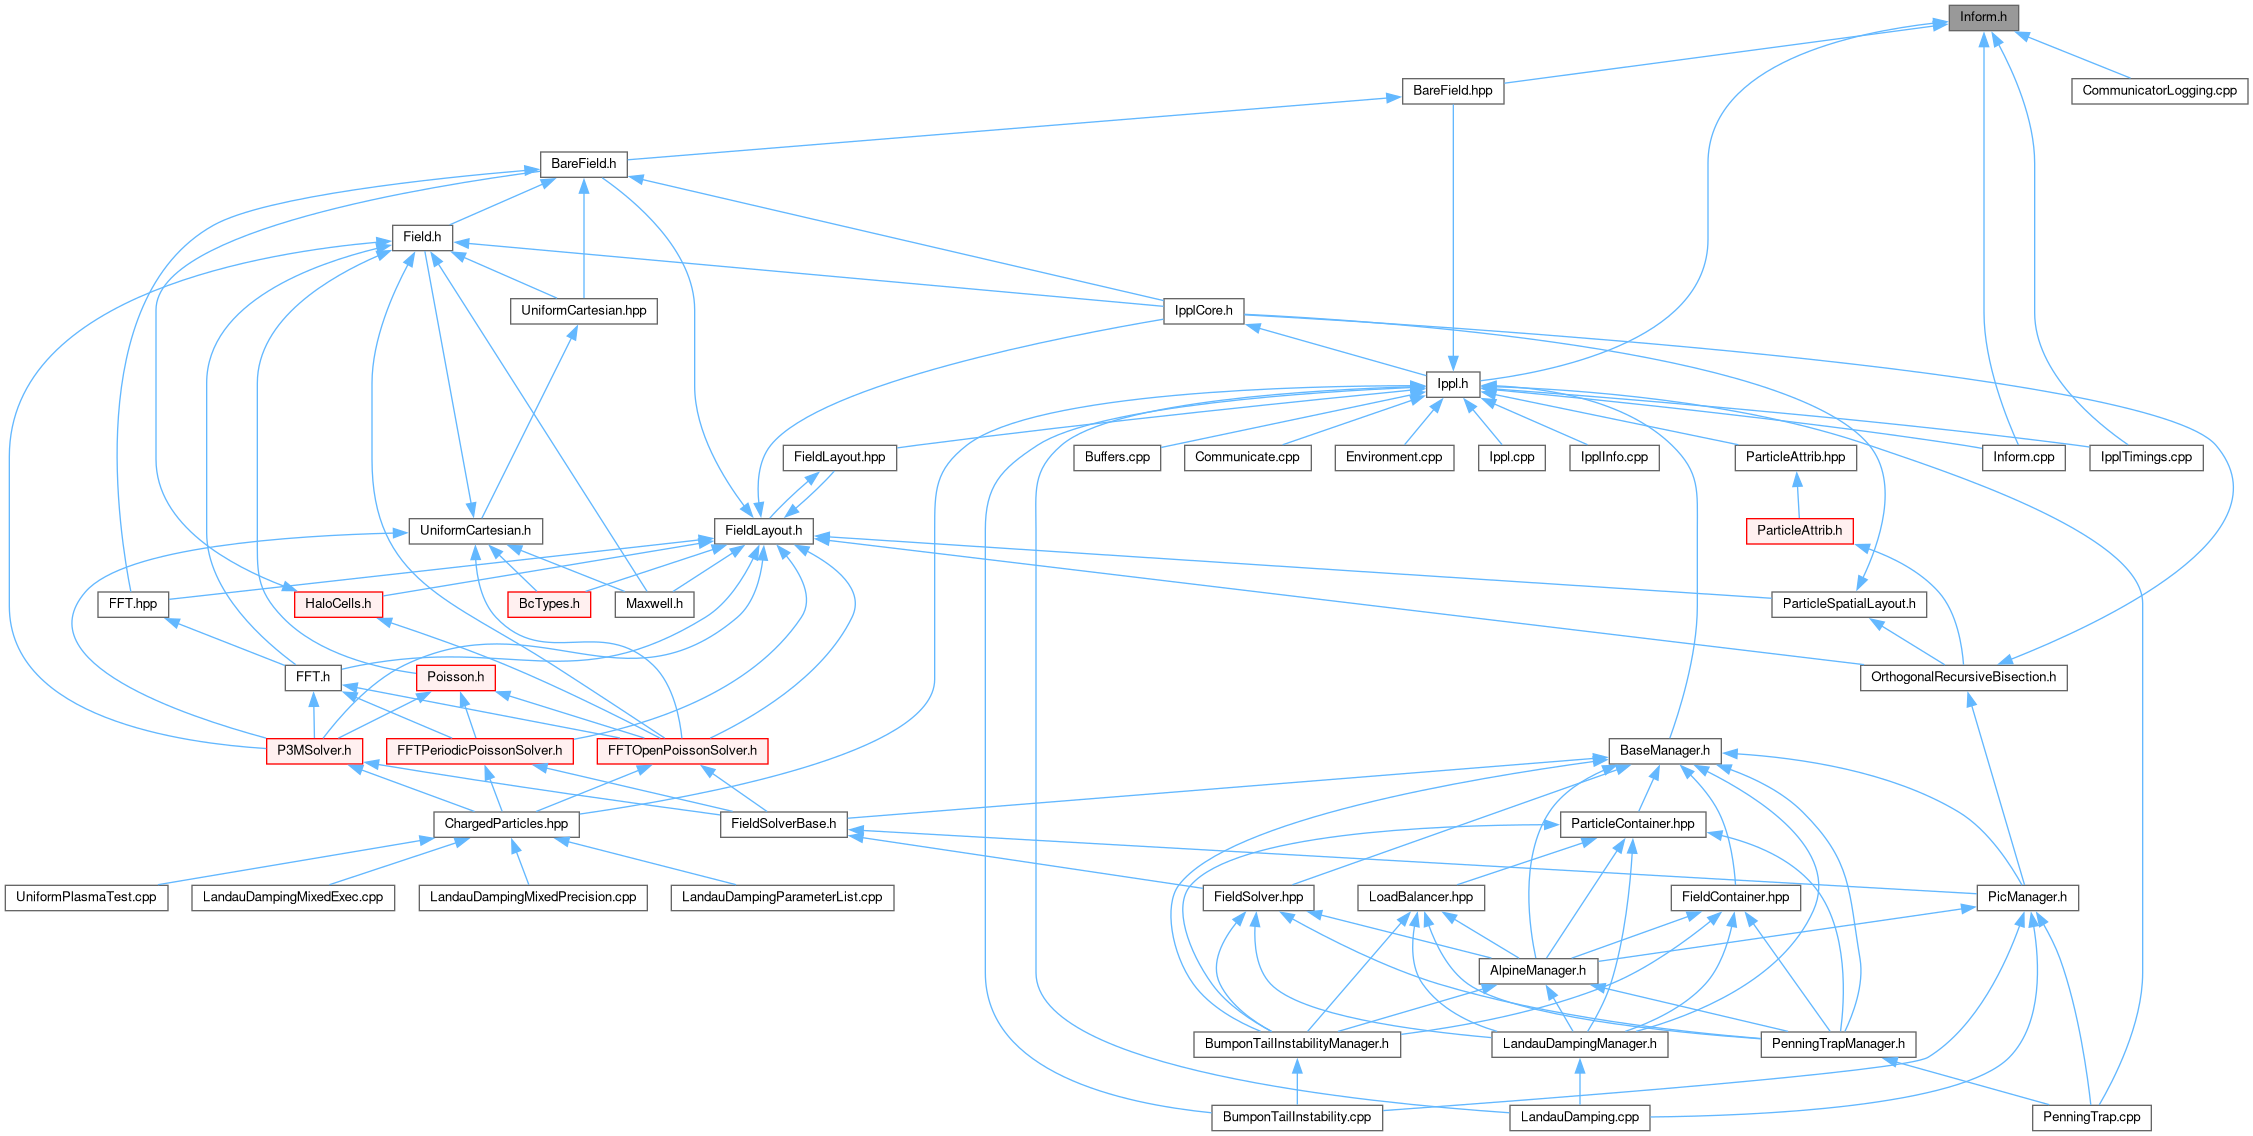 Inform.h
BareField.hpp
CommunicatorLogging.cpp
BareField.h
Field.h
UniformCartesian.hpp
IpplCore.h
Ippl.h
FieldLayout.hpp
Buffers.cpp
Communicate.cpp
Environment.cpp
Ippl.cpp
IpplInfo.cpp
ParticleAttrib.hpp
Inform.cpp
IpplTimings.cpp
UniformCartesian.h
FieldLayout.h
ParticleAttrib.h
FFT.hpp
HaloCells.h
BcTypes.h
Maxwell.h
ParticleSpatialLayout.h
FFT.h
Poisson.h
OrthogonalRecursiveBisection.h
P3MSolver.h
FFTPeriodicPoissonSolver.h
FFTOpenPoissonSolver.h
BaseManager.h
ChargedParticles.hpp
FieldSolverBase.h
ParticleContainer.hpp
UniformPlasmaTest.cpp
LandauDampingMixedExec.cpp
LandauDampingMixedPrecision.cpp
LandauDampingParameterList.cpp
FieldSolver.hpp
LoadBalancer.hpp
FieldContainer.hpp
PicManager.h
AlpineManager.h
BumponTailInstabilityManager.h
LandauDampingManager.h
PenningTrapManager.h
BumponTailInstability.cpp
LandauDamping.cpp
PenningTrap.cpp